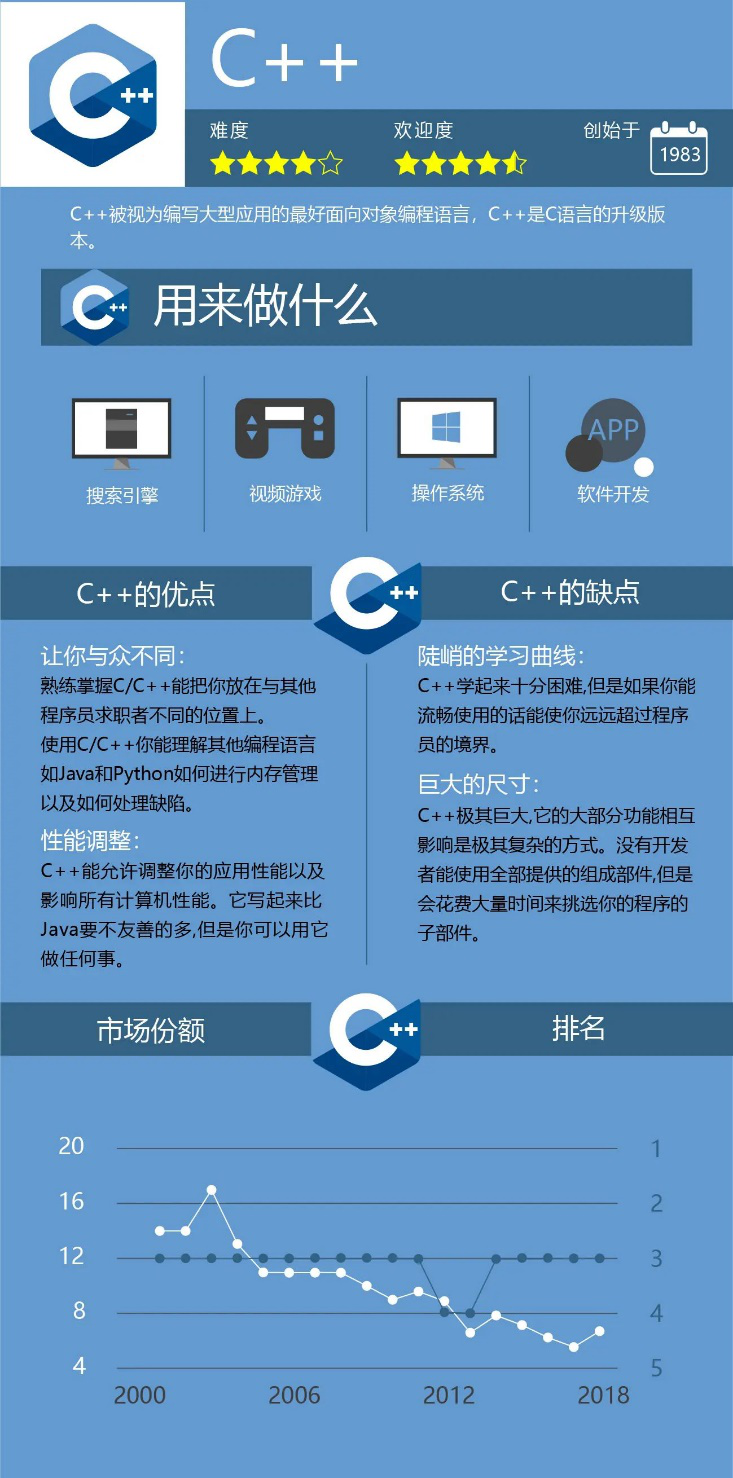 C++
C++
难度
欢迎度
创始于
1983
C++被视为编写大型应用的最好面向对象编程语言，C++是C语言的升级版
本。
C++
用来做什么
APP
搜索引擎
视频游戏
操作系统
软件开发
C++的优点
C++
C++的缺点
让你与众不同：
熟练掌握C/C++能把你放在与其他
程序员求职者不同的位置上。
使用C/C++你能理解其他编程语言
如Java和Python如何进行内存管理
以及如何处理缺陷。
性能调整：
C++能允许调整你的应用性能以及
影响所有计算机性能。它写起来比
Java要不友善的多,但是你可以用它
做任何事。
陡峭的学习曲线：
C++学起来十分困难,但是如果你能
流畅使用的话能使你远远超过程序
员的境界。
巨大的尺寸：
C++极其巨大,它的大部分功能相互
影响是极其复杂的方式。没有开发
者能使用全部提供的组成部件,但是
会花费大量时间来挑选你的程序的
子部件。
市场份额
C++
排名
20
1
16
2
12
3
8
4
4
5
2000
2006
2012
2018